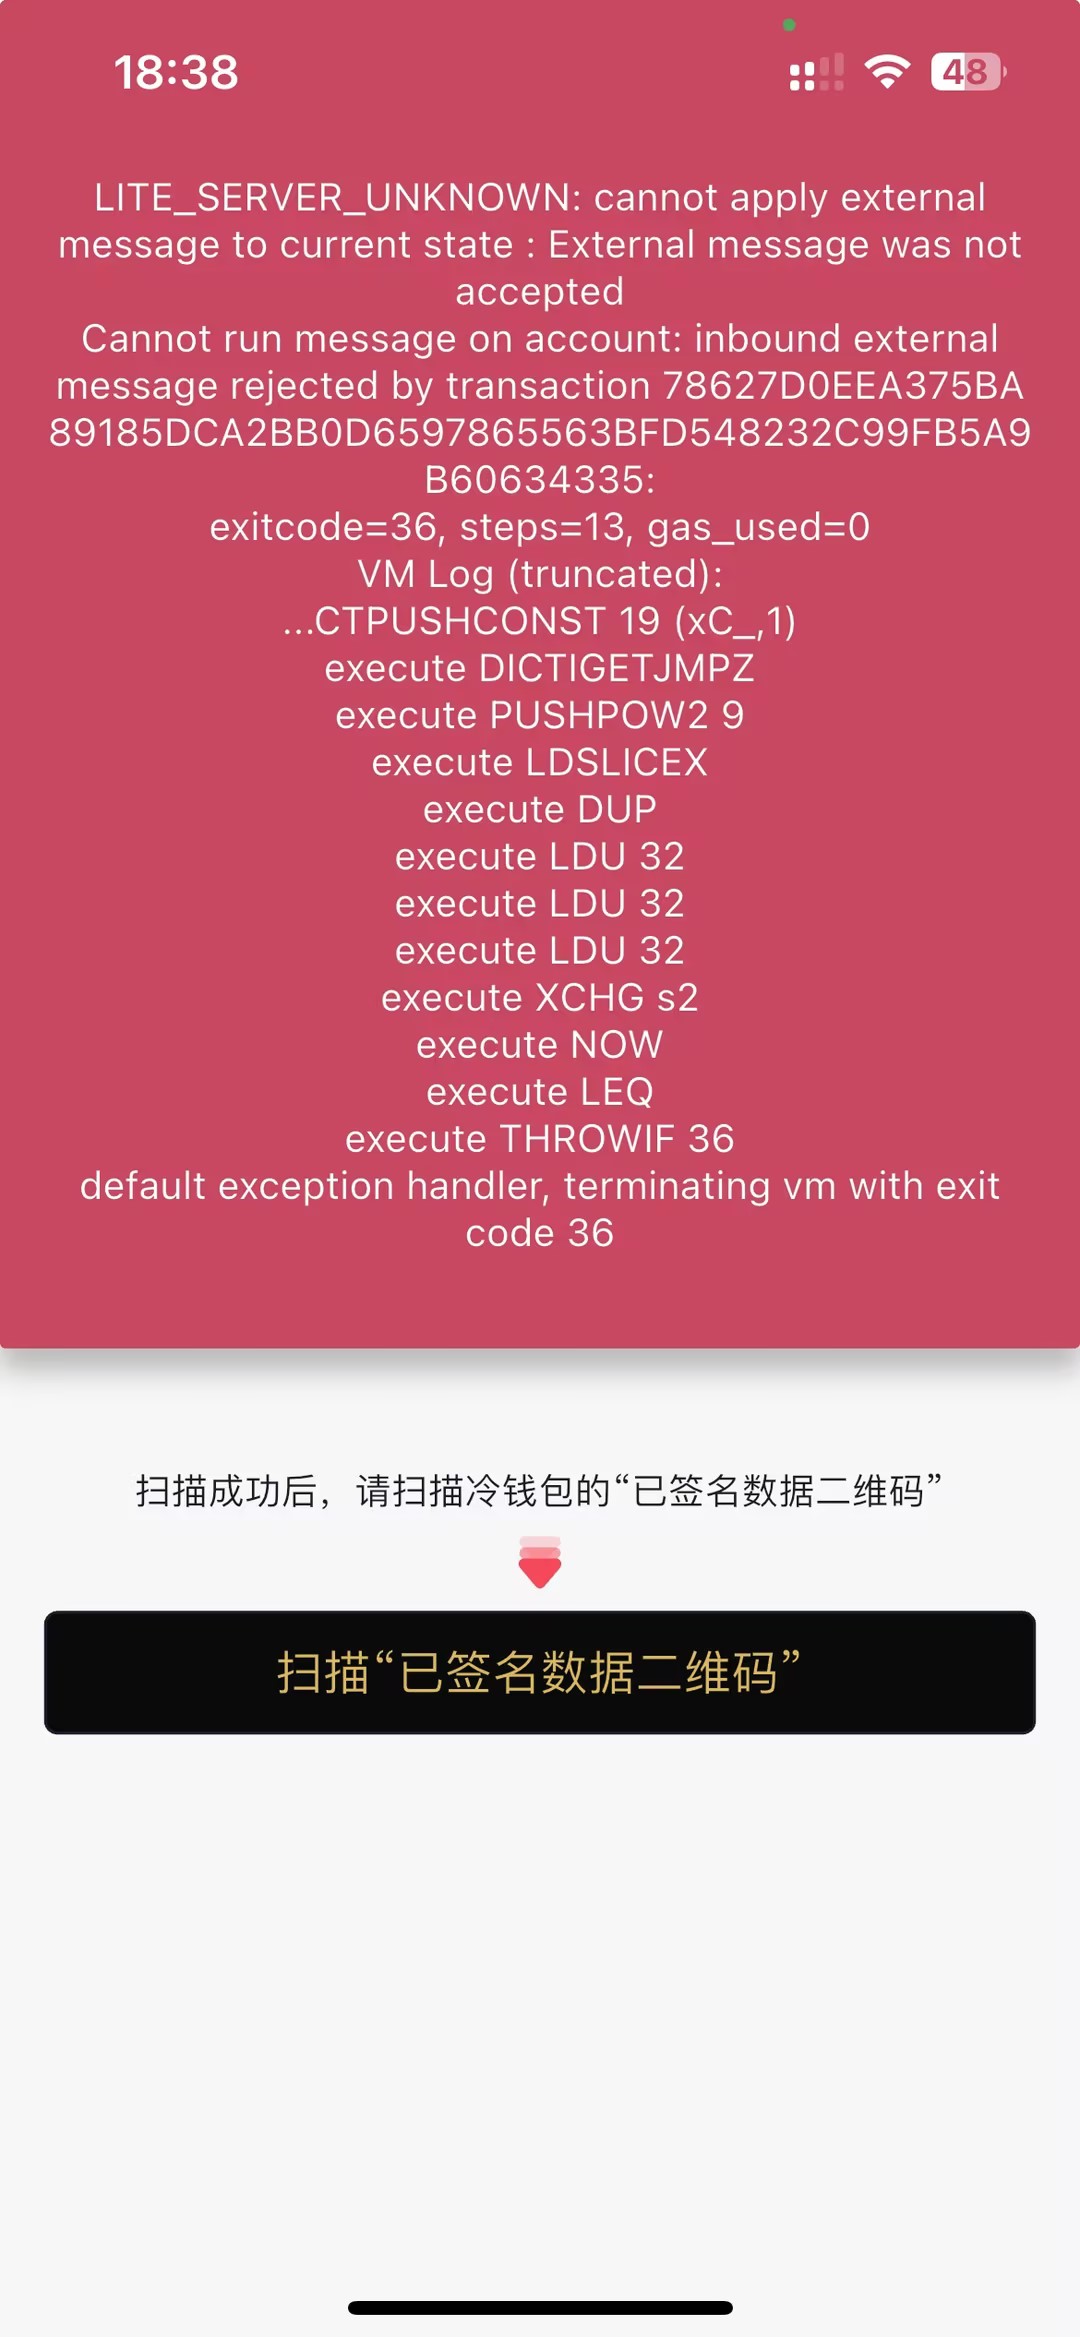 18:38
48
LITE_SERVER_UNKNOWN: cannot apply external
message to current state : External message was not
accepted
Cannot run message on account: inbound external
message rejected by transaction 78627D0EEA375BA
89185DCA2BB0D6597865563BFD548232C99FB5A9
B60634335:
exitcode=36, steps=13, gas_used=0
VM Log (truncated):
...CTPUSHCONST 19 (xC_,1)
execute DICTIGETJMPZ
execute PUSHPOW2 9
execute LDSLICEX
execute DUP
execute LDU 32
execute LDU 32
execute LDU 32
execute XCHG s2
execute NOW
execute LEQ
execute THROWIF 36
default exception handler, terminating vm with exit
code 36
扫描成功后，请扫描冷钱包的“已签名数据二维码”
扫描“已签名数据二维码”